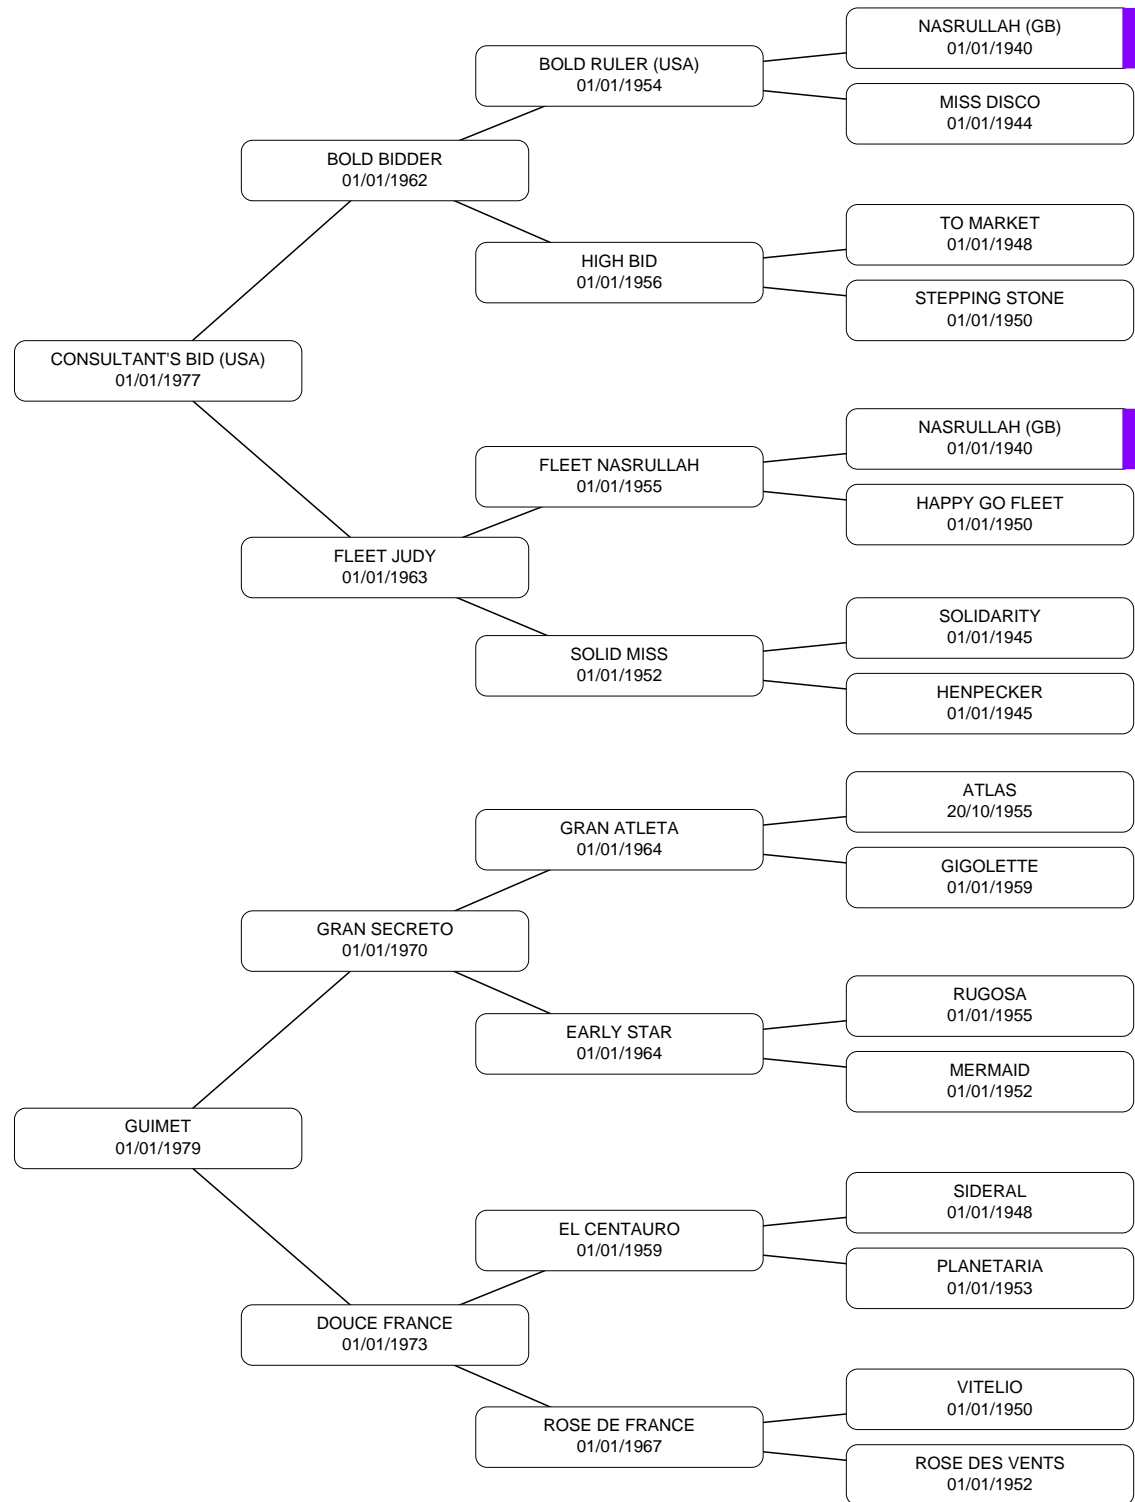 NASRULLAH (GB)
01/01/1940
BOLD RULER (USA)
01/01/1954
MISS DISCO
01/01/1944
BOLD BIDDER
01/01/1962
TO MARKET
01/01/1948
HIGH BID
01/01/1956
STEPPING STONE
01/01/1950
CONSULTANT'S BID (USA)
01/01/1977
NASRULLAH (GB)
01/01/1940
FLEET NASRULLAH
01/01/1955
HAPPY GO FLEET
01/01/1950
FLEET JUDY
01/01/1963
SOLIDARITY
01/01/1945
SOLID MISS
01/01/1952
HENPECKER
01/01/1945
ATLAS
20/10/1955
GRAN ATLETA
01/01/1964
GIGOLETTE
01/01/1959
GRAN SECRETO
01/01/1970
RUGOSA
01/01/1955
EARLY STAR
01/01/1964
MERMAID
01/01/1952
GUIMET
01/01/1979
SIDERAL
01/01/1948
EL CENTAURO
01/01/1959
PLANETARIA
01/01/1953
DOUCE FRANCE
01/01/1973
VITELIO
01/01/1950
ROSE DE FRANCE
01/01/1967
ROSE DES VENTS
01/01/1952